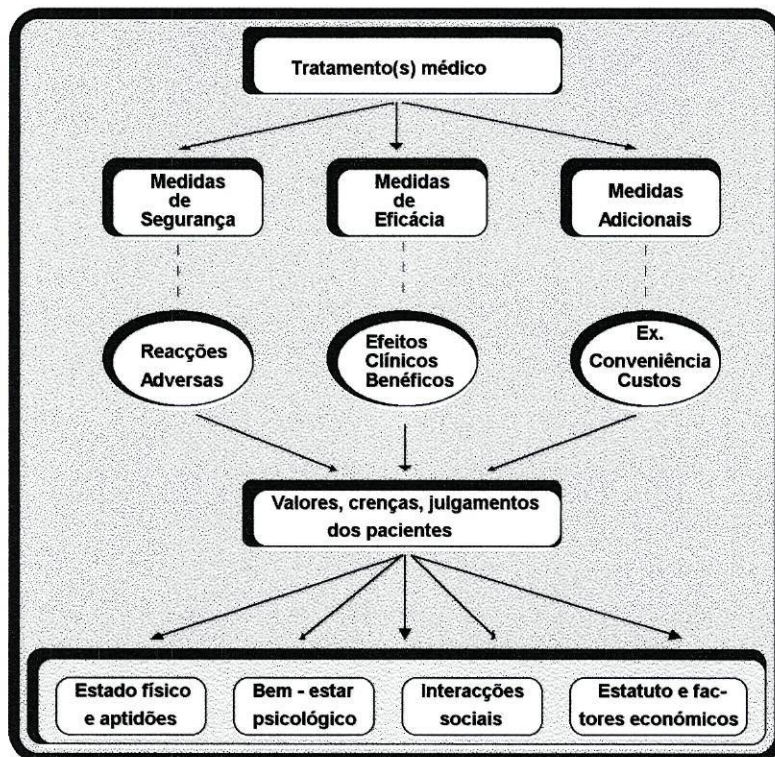 Tratamento(s) médico
Medidas
de
Segurança
Medidas
de
Eficácia
Medidas
Adicionais
Reacções
Adversas
Efeitos
Clínicos
Benéficos
Ex.
Conveniência
Custos
Valores, crenças, julgamentos
dos pacientes
Estado físico
e aptidões
Bem - estar
psicológico
Interacções
sociais
Estatuto e fac-
tores económicos